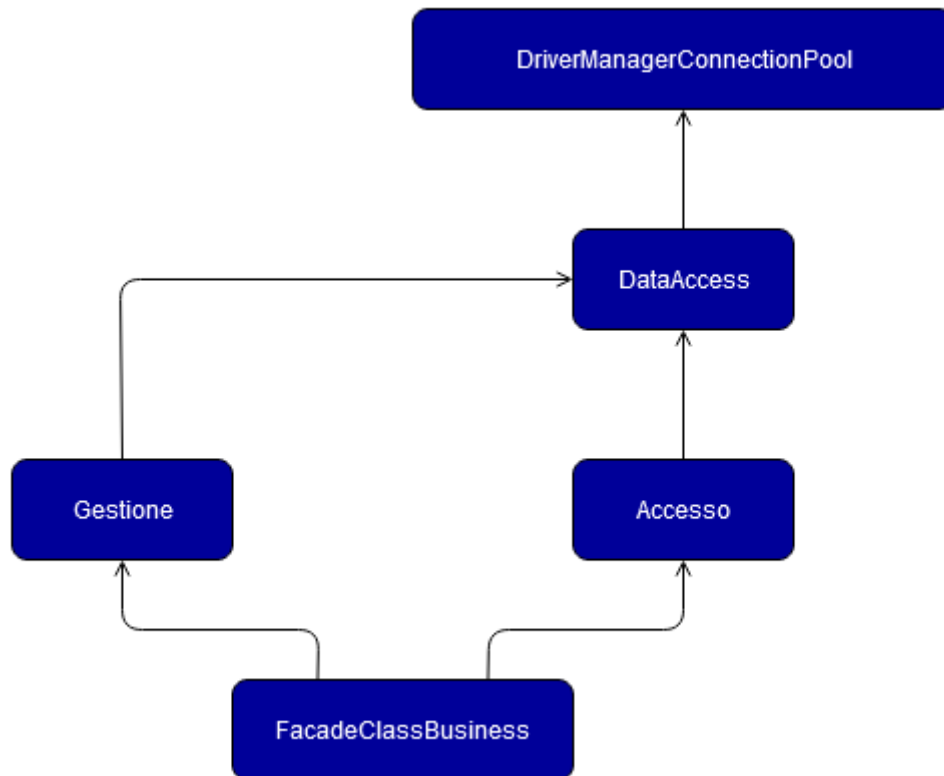 DriverManagerConnectionPool
DataAccess
Gestione
Accesso
FacadeClassBusiness